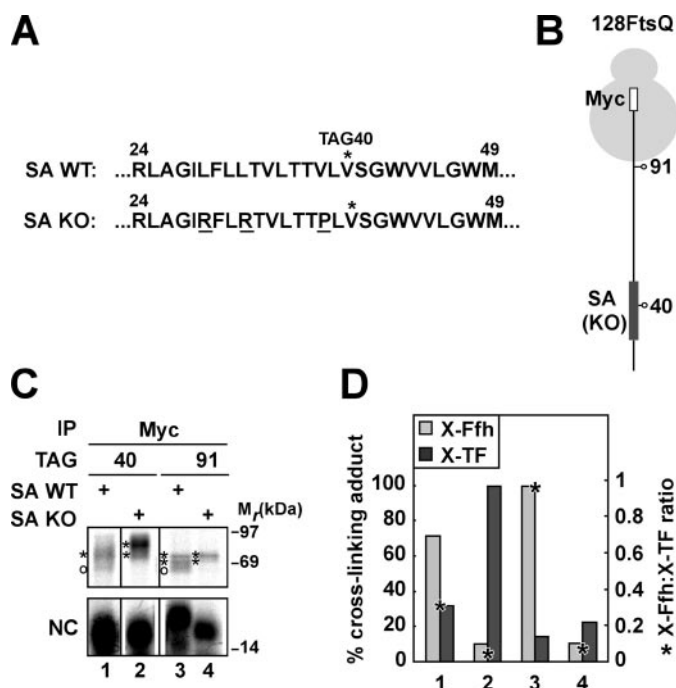 A
24 TAG40 49
*
SA WT: ...RLAGILFLLTVLTTVLVSGWVVLGWM...
24 * 49
SA KO: ...RLAGIRFLRTVLTTPLVSGWVVLGWM...
B
128FtsQ
Myc
91
SA
(KO)
40
C
IP Myc
TAG 40 91
SA WT + +
SA KO + + Mr(kDa)
-97
* * * *
* * *
o o
-69
NC
-14
1 2 3 4
D
X-Ffh
X-TF
% cross-linking adduct
100
80
60
40
20
0
1
0.8
0.6
0.4
0.2
0
* X-Ffh:X-TF ratio
* * * *
1 2 3 4